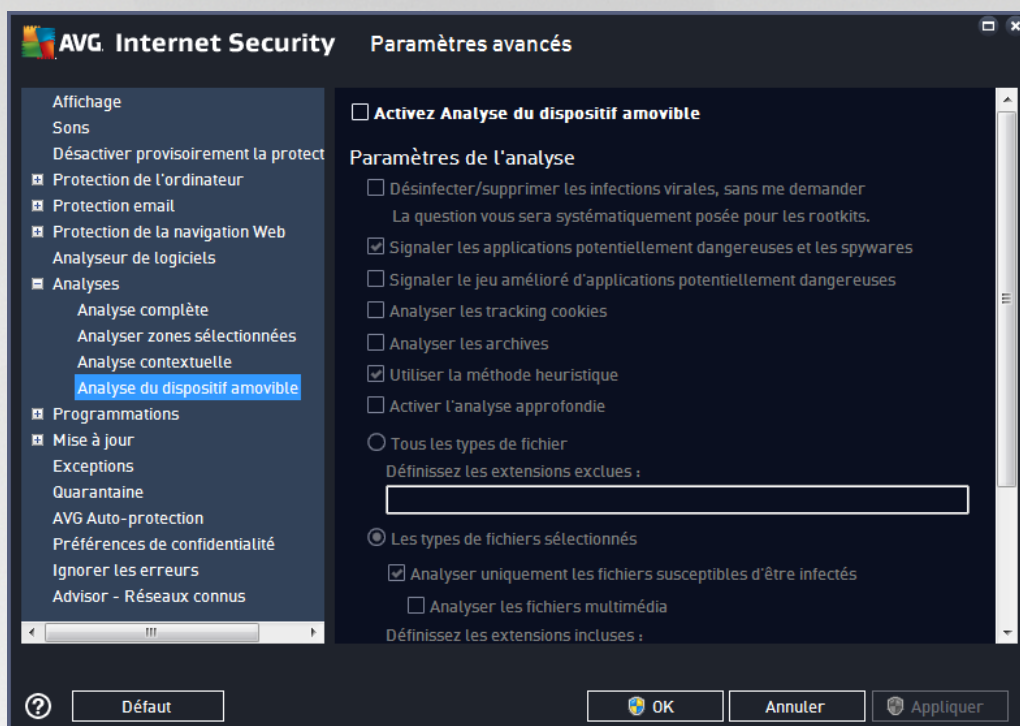 AVG. Internet Security Paramètres avancés
Affichage
Sons
Désactiver provisoirement la protect
Protection de l'ordinateur
Protection email
Protection de la navigation Web
Analyseur de logiciels
Analyses
Analyse complète
Analyser zones sélectionnées
Analyse contextuelle
Analyse du dispositif amovible
Programmations
Mise à jour
Exceptions
Quarantaine
AVG Auto-protection
Préférences de confidentialité
Ignorer les erreurs
Advisor - Réseaux connus
Activez Analyse du dispositif amovible
Paramètres de l'analyse
Désinfecter/supprimer les infections virales, sans me demander
La question vous sera systématiquement posée pour les rootkits.
Signaler les applications potentiellement dangereuses et les spywares
Signaler le jeu amélioré d'applications potentiellement dangereuses
Analyser les tracking cookies
Analyser les archives
Utiliser la méthode heuristique
Activer l'analyse approfondie
Tous les types de fichier
Définissez les extensions exclues :
Les types de fichiers sélectionnés
Analyser uniquement les fichiers susceptibles d'être infectés
Analyser les fichiers multimédia
Définissez les extensions incluses :
? Défaut OK Annuler Appliquer